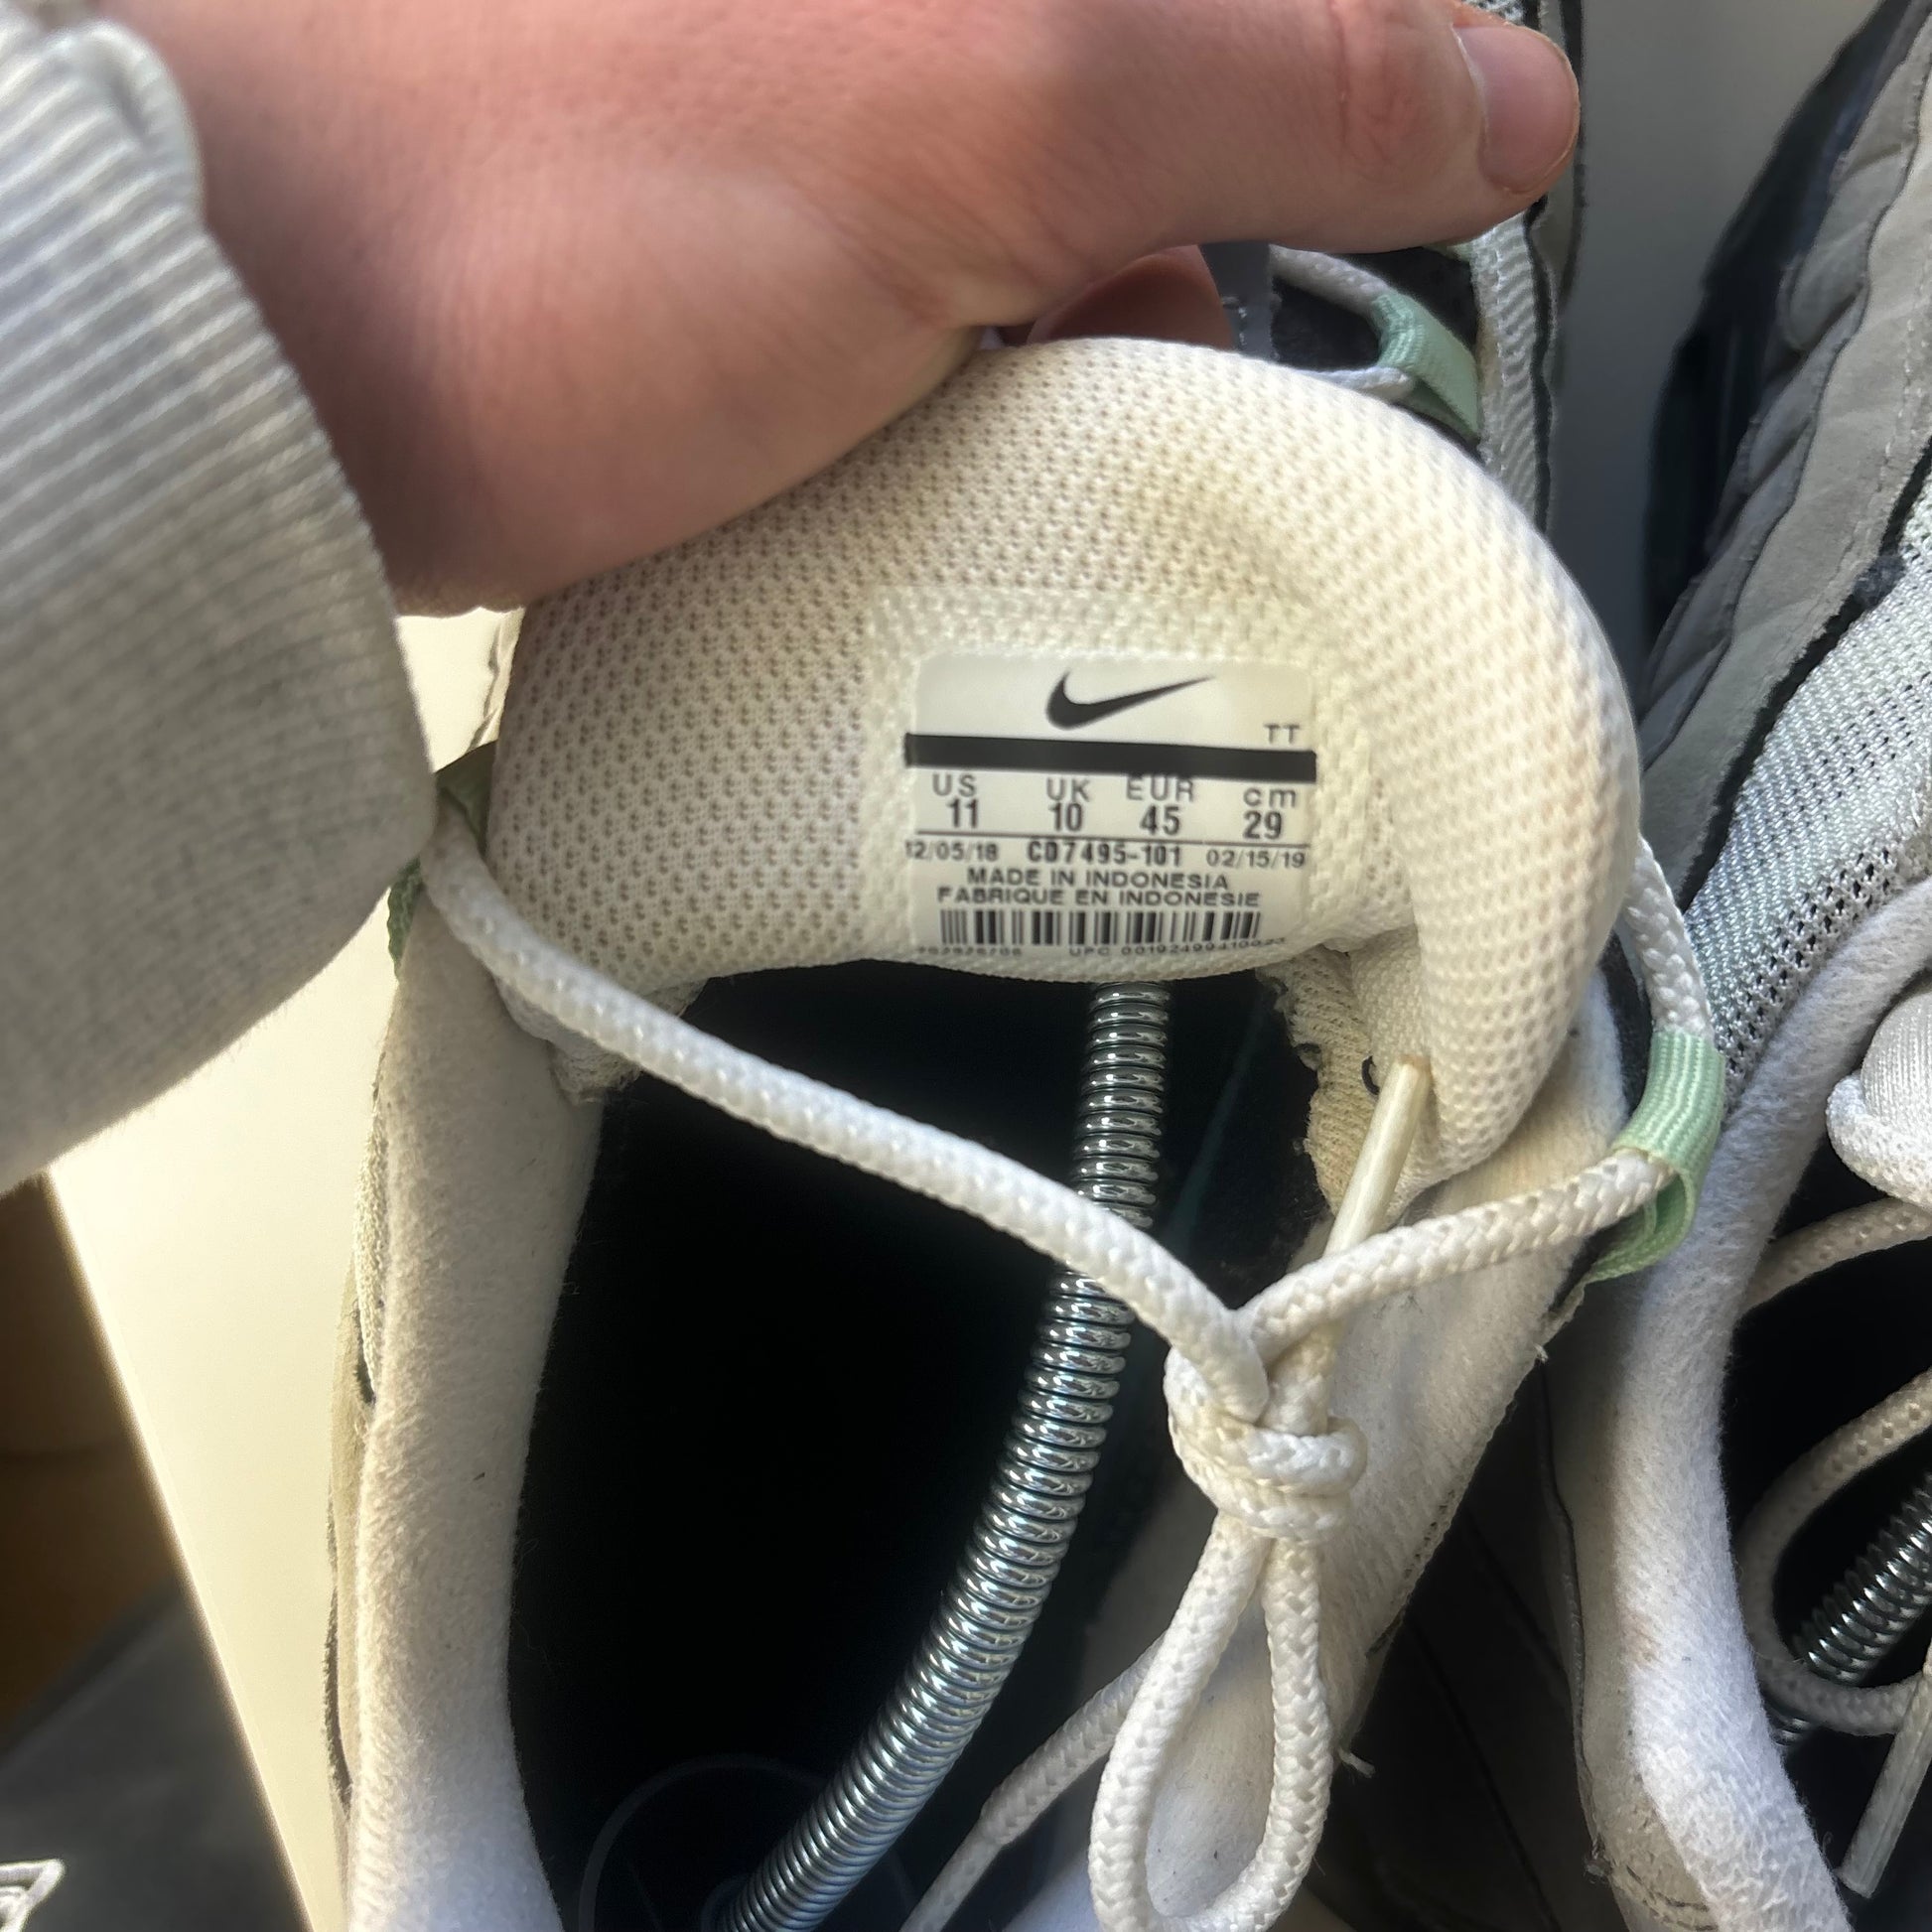 TT
US UK EUR cm
11 10 45 29
12/05/18 CD7495-101 02/15/19
MADE IN INDONESIA
FABRIQUE EN INDONESIE
UPC